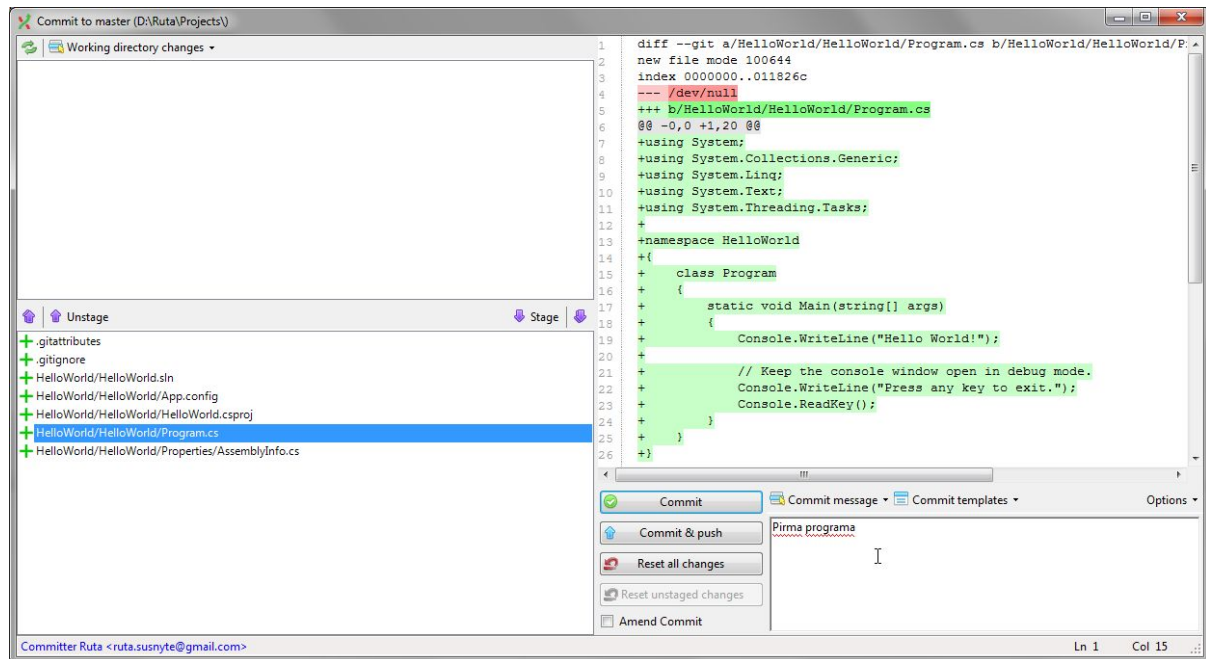 Commit to master (D:\Ruta\Projects\)
Working directory changes
Unstage
Stage
.gitattributes
.gitignore
HelloWorld/HelloWorld.sln
HelloWorld/HelloWorld/App.config
HelloWorld/HelloWorld/HelloWorld.csproj
HelloWorld/HelloWorld/Program.cs
HelloWorld/HelloWorld/Properties/AssemblyInfo.cs
1 diff --git a/HelloWorld/HelloWorld/Program.cs b/HelloWorld/HelloWorld/P
2 new file mode 100644
3 index 0000000..011826c
4 --- /dev/null
5 +++ b/HelloWorld/HelloWorld/Program.cs
6 @@ -0,0 +1,20 @@
7 +using System;
8 +using System.Collections.Generic;
9 +using System.Linq;
10 +using System.Text;
11 +using System.Threading.Tasks;
12 +
13 +namespace HelloWorld
14 +{
15 +    class Program
16 +    {
17 +        static void Main(string[] args)
18 +        {
19 +            Console.WriteLine("Hello World!");
20 +
21 +            // Keep the console window open in debug mode.
22 +            Console.WriteLine("Press any key to exit.");
23 +            Console.ReadKey();
24 +        }
25 +    }
26 +}
Commit
Commit message
Commit templates
Options
Commit & push
Pirma programa
Reset all changes
Reset unstaged changes
Amend Commit
Committer Ruta <ruta.susnyte@gmail.com>
Ln 1
Col 15